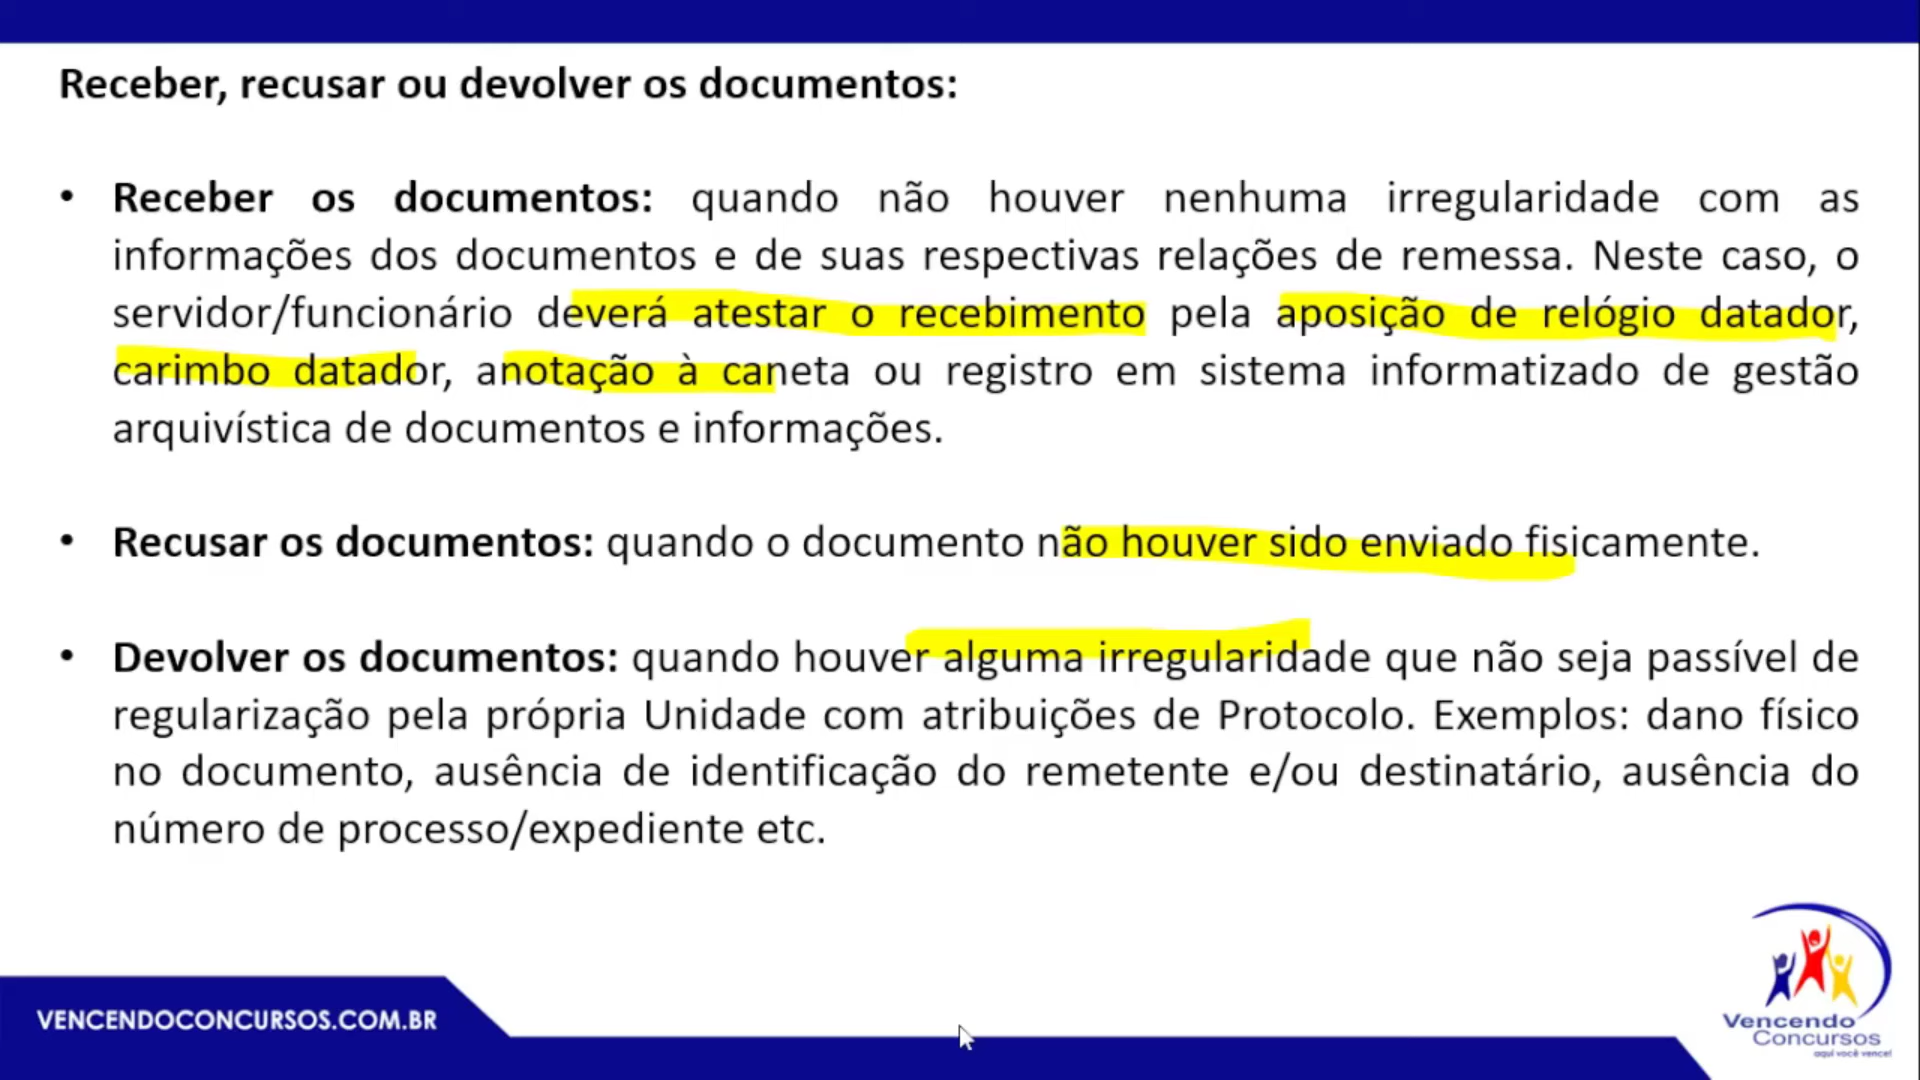 Receber, recusar ou devolver os documentos:
• Receber os documentos: quando não houver nenhuma irregularidade com as
informações dos documentos e de suas respectivas relações de remessa. Neste caso, o
servidor/funcionário deverá atestar o recebimento pela aposição de relógio datador,
carimbo datador, anotação à caneta ou registro em sistema informatizado de gestão
arquivística de documentos e informações.
• Recusar os documentos: quando o documento não houver sido enviado fisicamente.
• Devolver os documentos: quando houver alguma irregularidade que não seja passível de
regularização pela própria Unidade com atribuições de Protocolo. Exemplos: dano físico
no documento, ausência de identificação do remetente e/ou destinatário, ausência do
número de processo/expediente etc.
VENCENDOCONCURSOS.COM.BR
Vencendo
Concursos
aqui você vence!